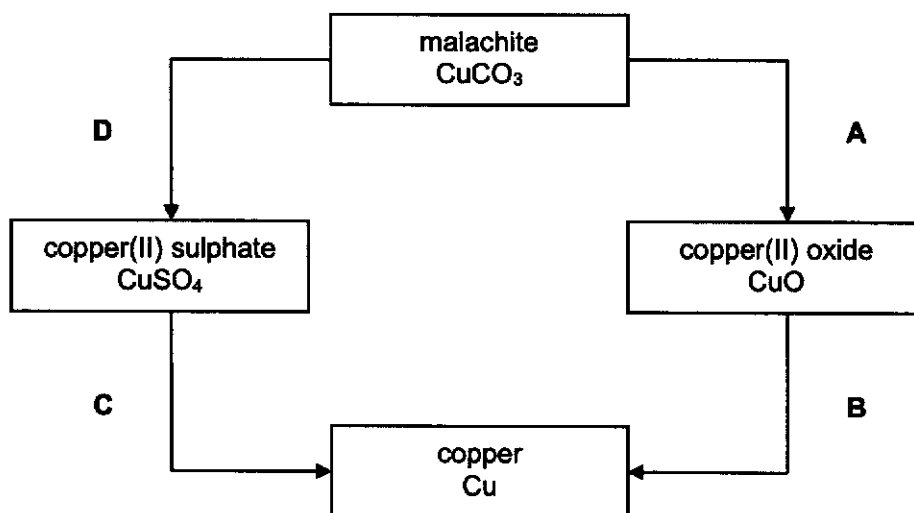 malachite
CuCO₃
D
A
copper(II) sulphate
CuSO₄
copper(II) oxide
CuO
C
B
copper
Cu